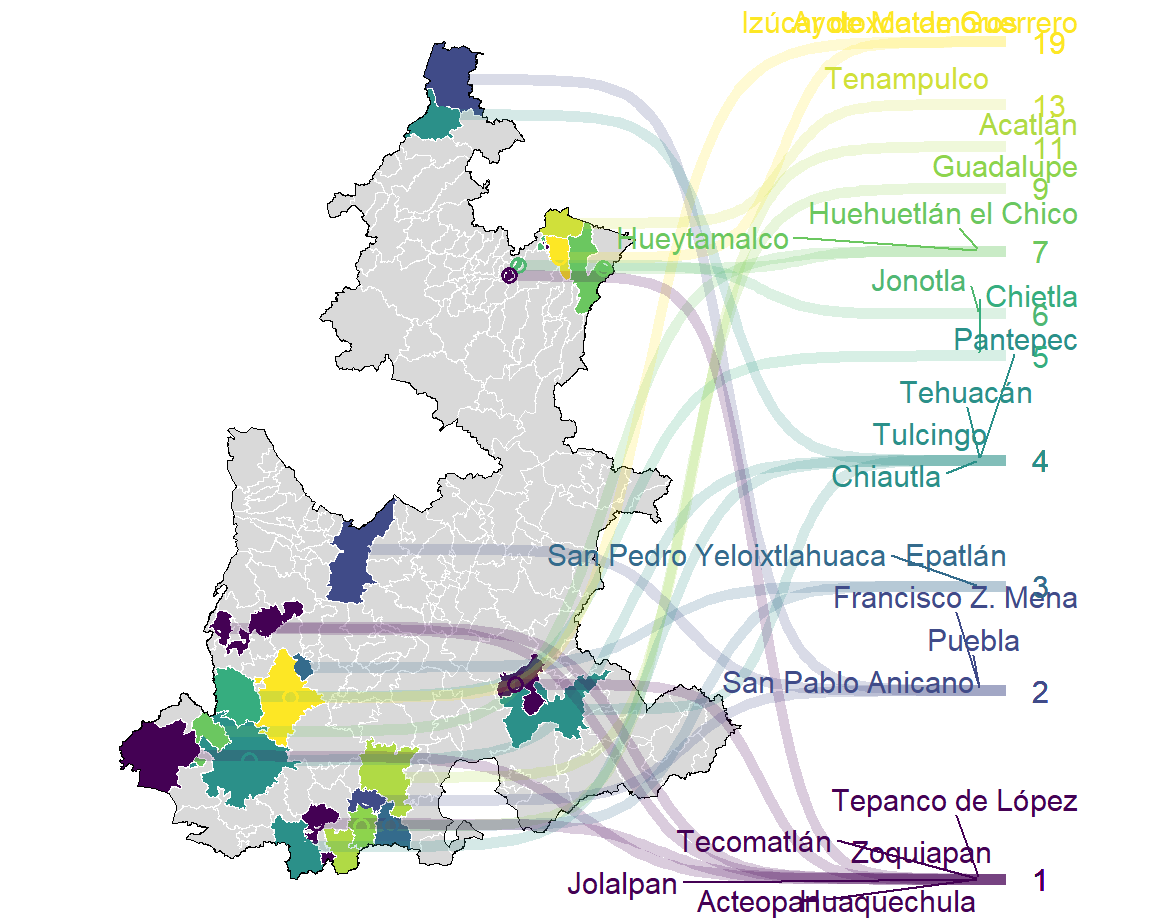 Izúcar de Matamoros
Ayotoxco de Guerrero
19
Tenampulco
13
Acatlán
11
Guadalupe
9
Huehuetlán el Chico
Hueytamalco
7
Jonotla
Chietla
6
Pantepec
5
Tehuacán
Tulcingo
4
Chiautla
San Pedro Yeloixtlahuaca
Epatlán
3
Francisco Z. Mena
Puebla
San Pablo Anicano
2
Tepanco de López
Tecomatlán
Zoquiapan
1
Jolalpan
Acteopan
Huaquechula